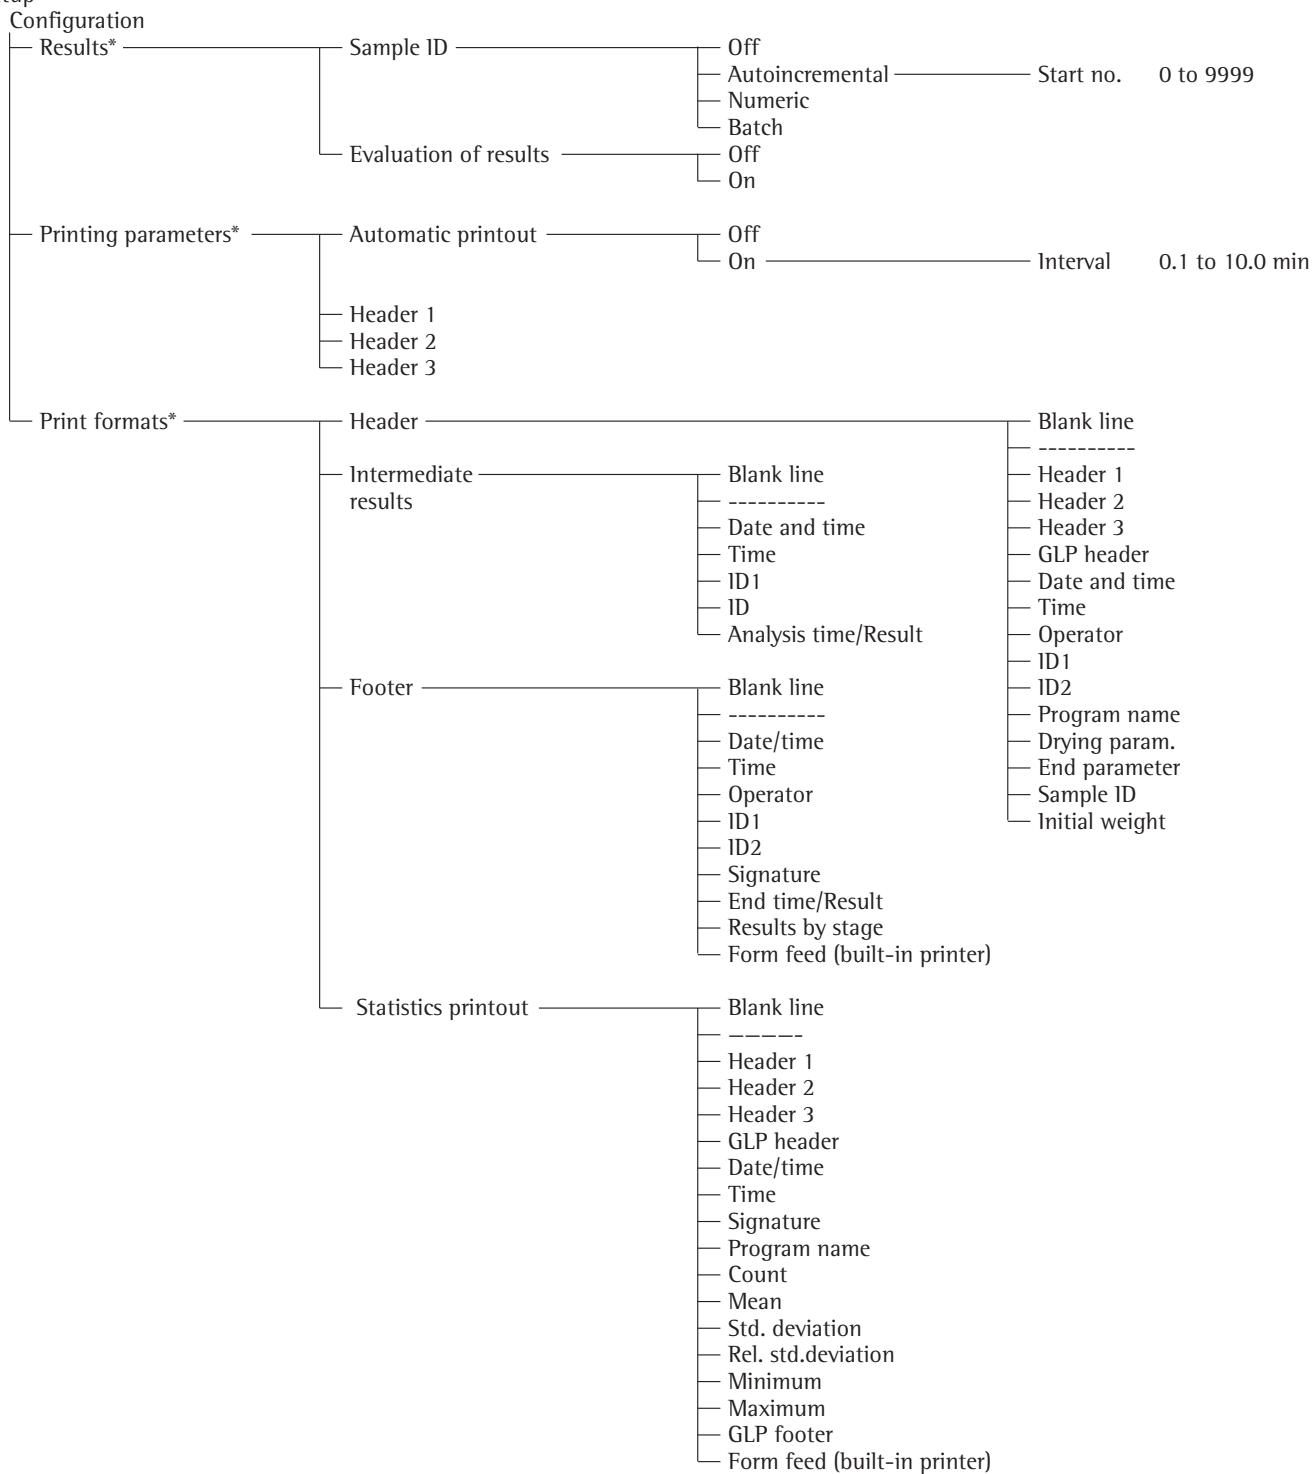 Configuration
Results* Sample ID Off
Autoincremental Start no. 0 to 9999
Numeric
Batch
Evaluation of results Off
On
Printing parameters* Automatic printout Off
On Interval 0.1 to 10.0 min
Header 1
Header 2
Header 3
Print formats* Header Blank line
----------
Intermediate Blank line Header 1
results ---------- Header 2
Date and time Header 3
Time GLP header
ID1 Date and time
ID Time
Analysis time/Result Operator
ID1
Footer Blank line ID2
---------- Program name
Date/time Drying param.
Time End parameter
Operator Sample ID
ID1 Initial weight
ID2
Signature
End time/Result
Results by stage
Form feed (built-in printer)
Statistics printout Blank line
————-
Header 1
Header 2
Header 3
GLP header
Date/time
Time
Signature
Program name
Count
Mean
Std. deviation
Rel. std.deviation
Minimum
Maximum
GLP footer
Form feed (built-in printer)